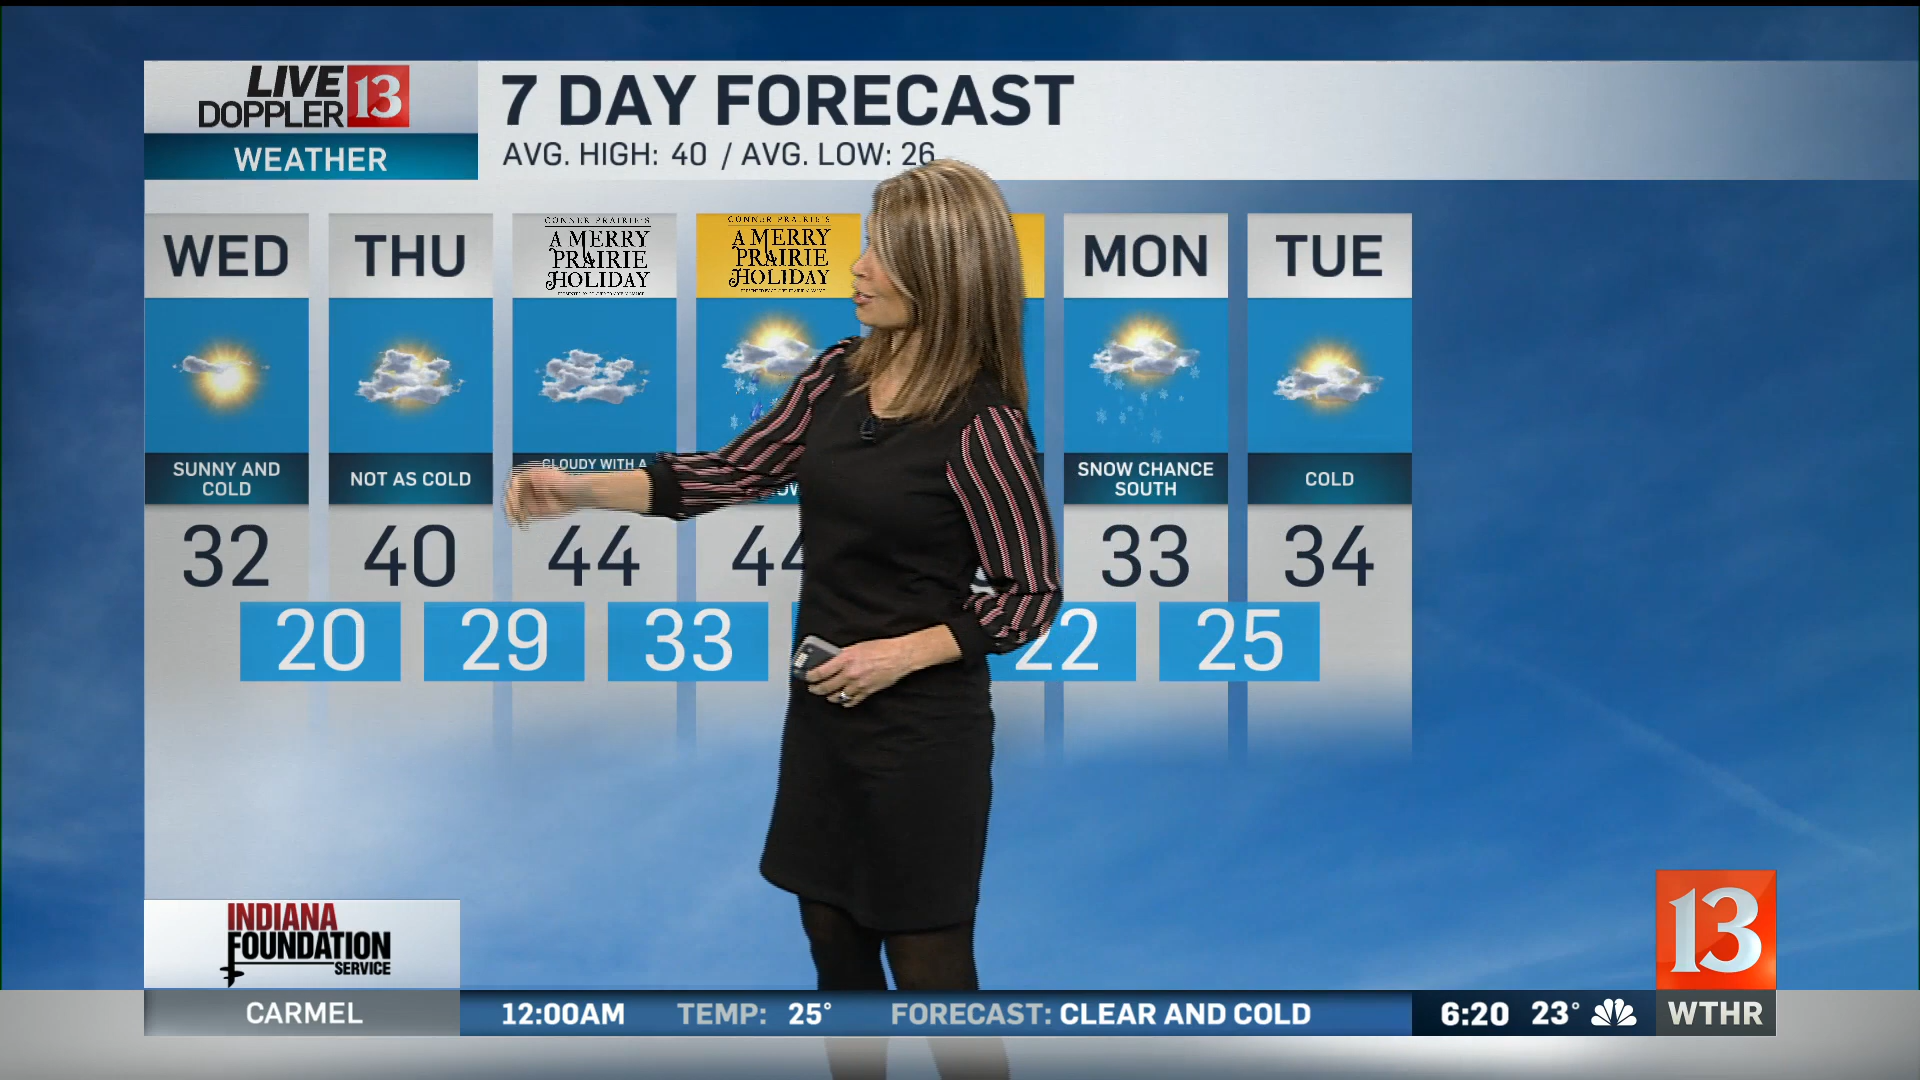 LIVE
DOPPLER 13
WEATHER
7 DAY FORECAST
AVG. HIGH: 40 / AVG. LOW: 26
WED
THU
CONNER PRAIRIE'S
A MERRY
PRAIRIE
HOLIDAY
CONNER PRAIRIE'S
A MERRY
PRAIRIE
HOLIDAY
MON
TUE
SUNNY AND
COLD
NOT AS COLD
CLOUDY WITH A
SNOW CHANCE
SOUTH
COLD
32
40
44
44
33
34
20
29
33
22
25
INDIANA
FOUNDATION
SERVICE
13
CARMEL
12:00AM TEMP: 25° FORECAST: CLEAR AND COLD
6:20 23°
WTHR